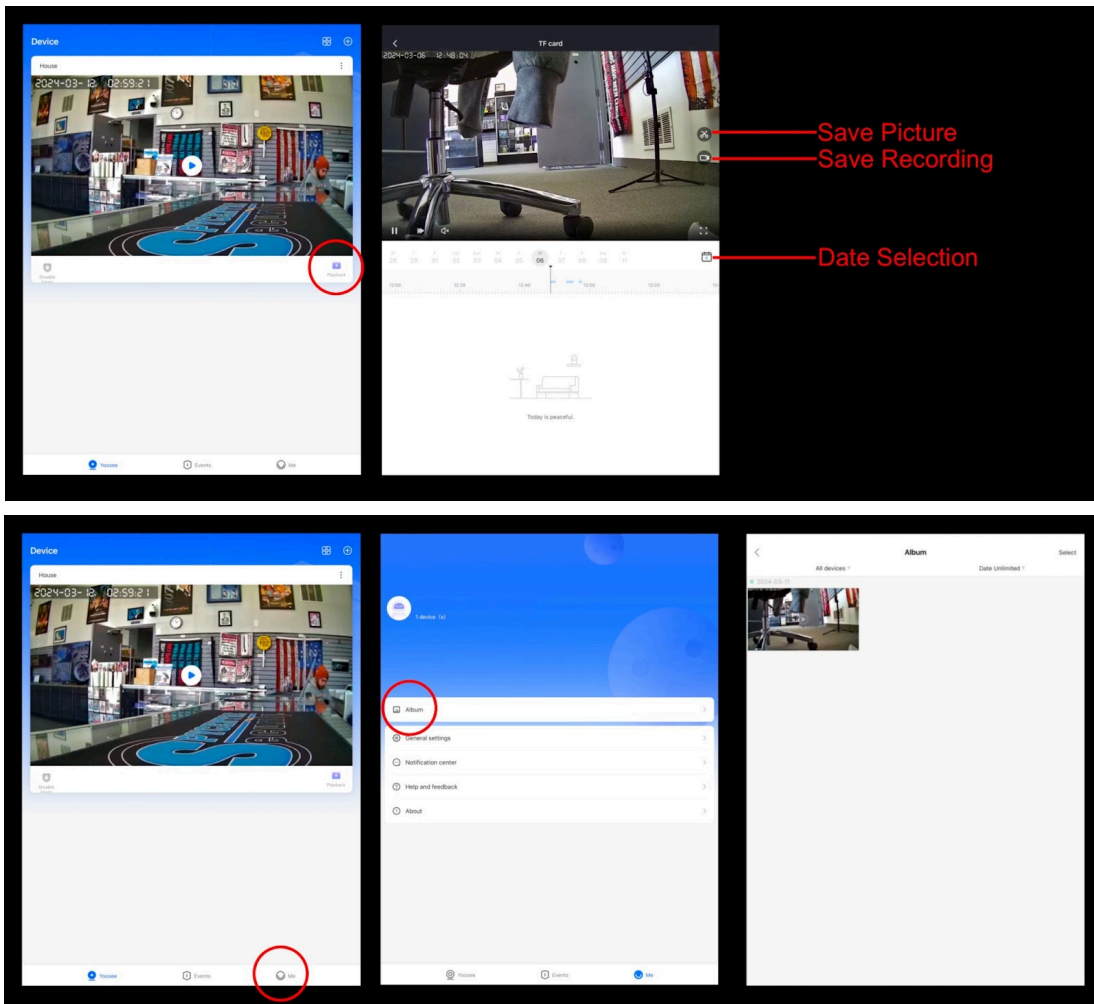 Device
House
2024-03-12 02:59:21
Playback
Yoosee
Events
Me
TF card
2024-03-06 12:48:04
06
Today is peaceful.
Save Picture
Save Recording
Date Selection
Device
House
2024-03-12 02:59:21
Playback
Yoosee
Events
Me
1 device (s)
Album
General settings
Notification center
Help and feedback
About
Yoosee
Events
Me
Album
Select
All devices
Date Unlimited
2024-03-11